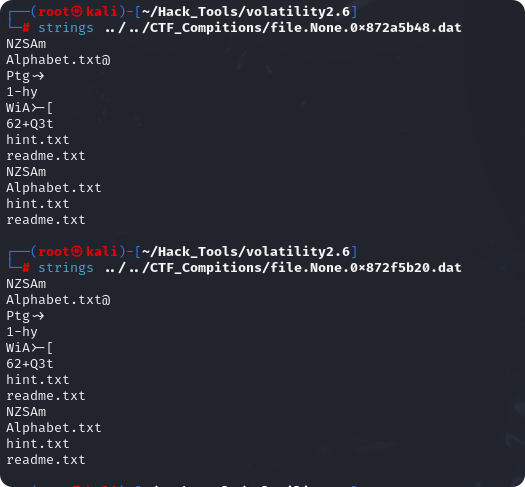 ┌──(root㉿kali)-[~/Hack_Tools/volatility2.6]
└─# strings ../../CTF_Compitions/file.None.0×872a5b48.dat
NZSAm
Alphabet.txt@
Ptg->
1-hy
WiA>-[
62+Q3t
hint.txt
readme.txt
NZSAm
Alphabet.txt
hint.txt
readme.txt
┌──(root㉿kali)-[~/Hack_Tools/volatility2.6]
└─# strings ../../CTF_Compitions/file.None.0×872f5b20.dat
NZSAm
Alphabet.txt@
Ptg->
1-hy
WiA>-[
62+Q3t
hint.txt
readme.txt
NZSAm
Alphabet.txt
hint.txt
readme.txt